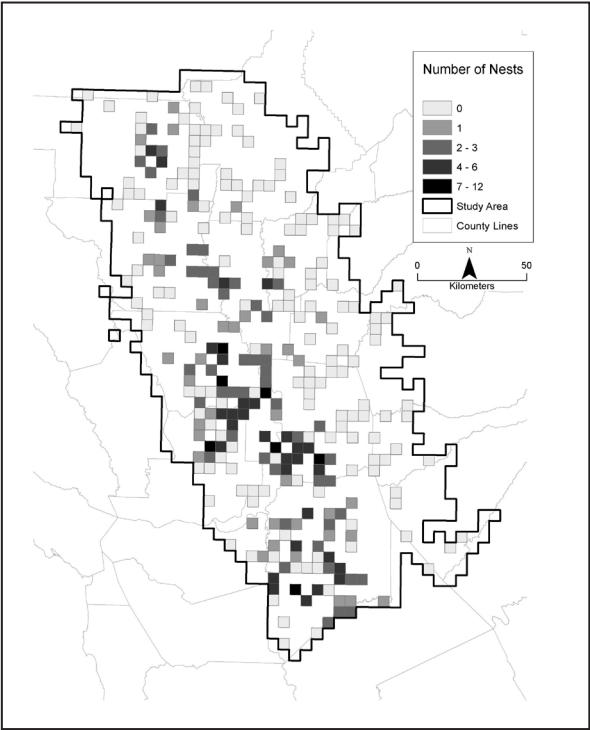 Number of Nests
0
1
2 - 3
4 - 6
7 - 12
Study Area
County Lines
N
0 50
Kilometers